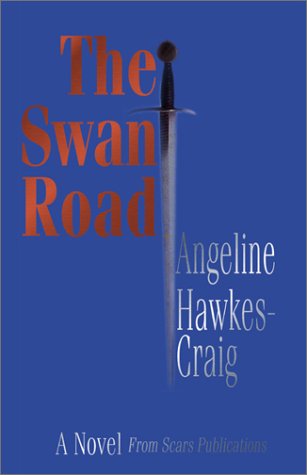 The
Swan
Road
Angeline
Hawkes-
Craig
A Novel From Scars Publications